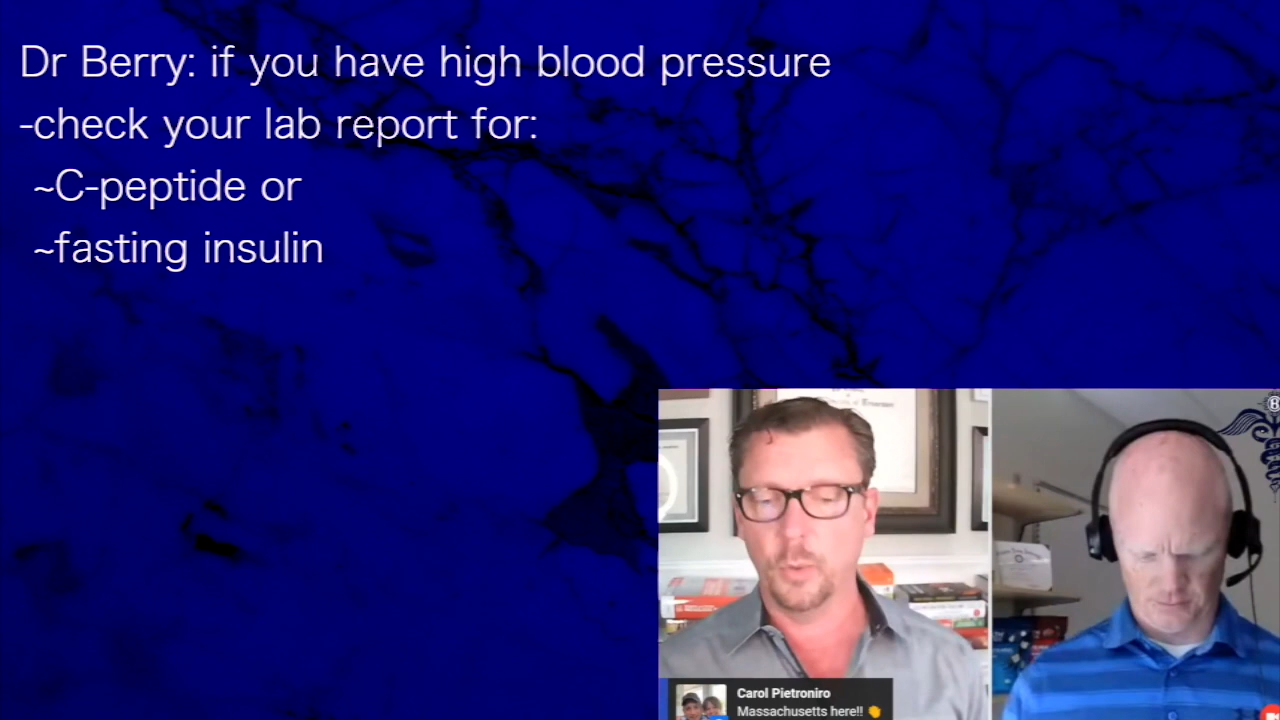 Dr Berry: if you have high blood pressure
-check your lab report for:
~C-peptide or
~fasting insulin
Carol Pietroniro
Massachusetts here!! 👏